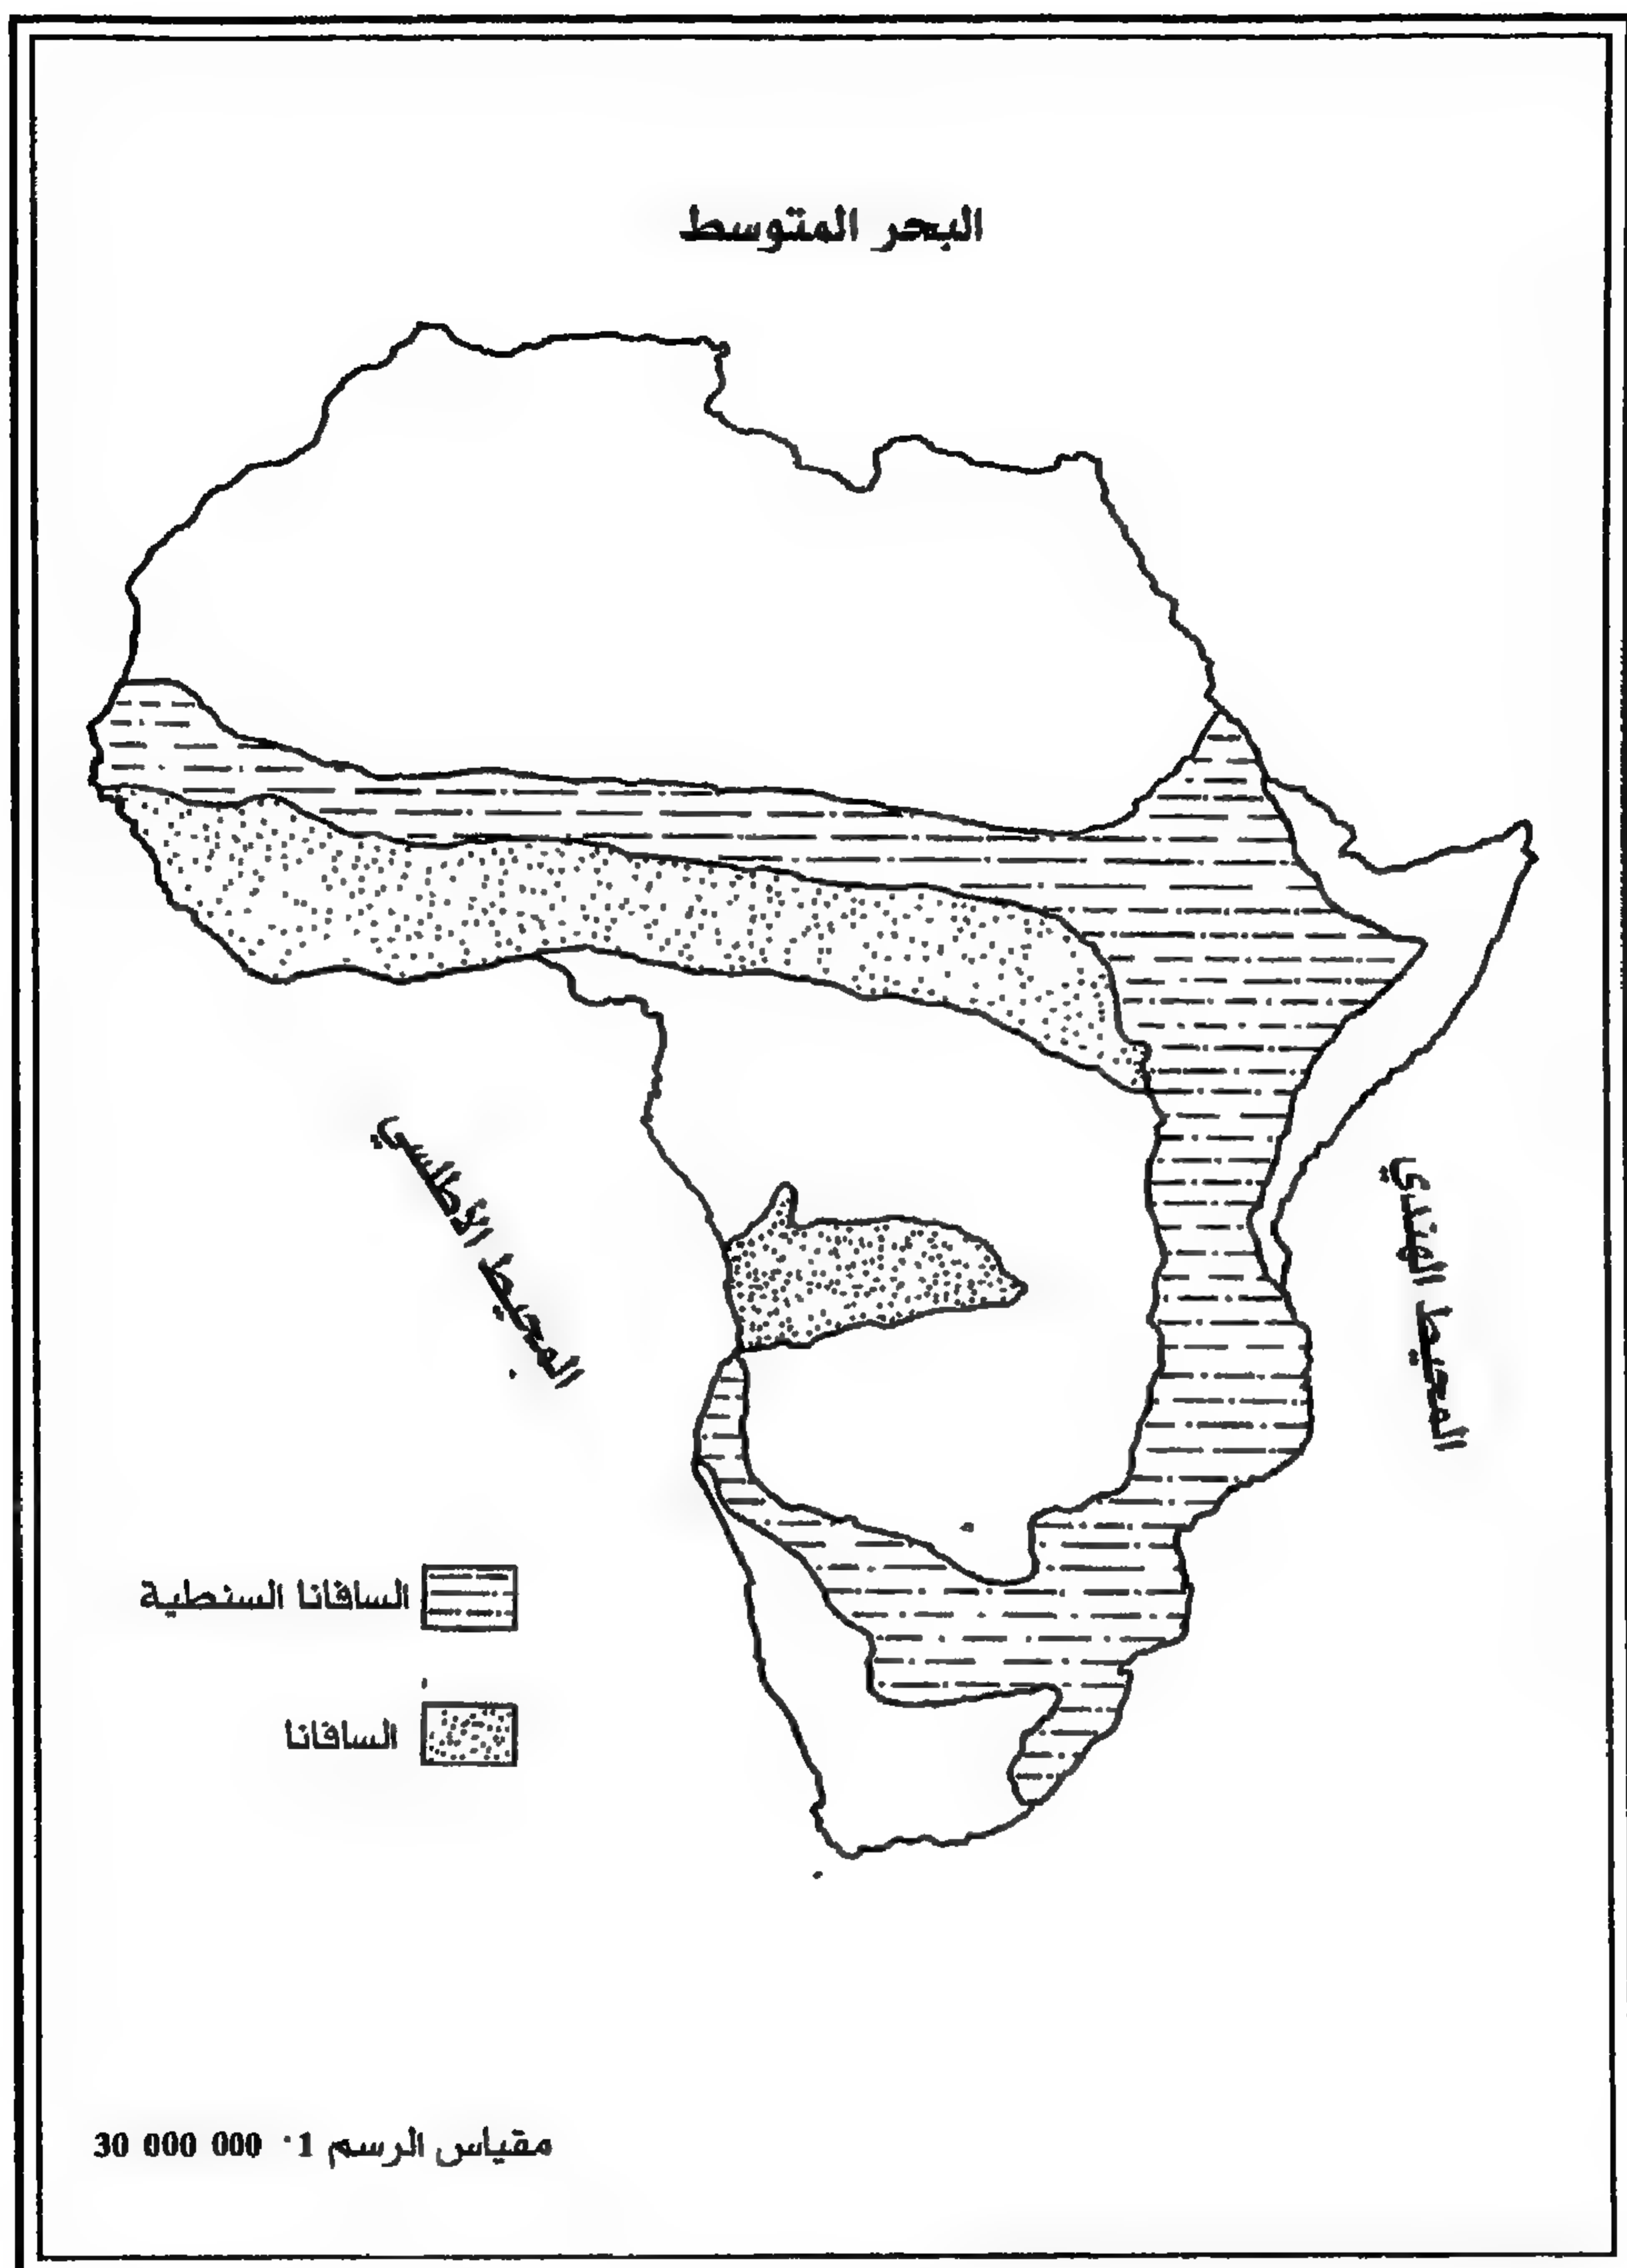 البحر المتوسط
المحيط الأطلسي
المحيط الهندي
السافانا السنطية
السافانا
مقياس الرسم 1: 000 000 30